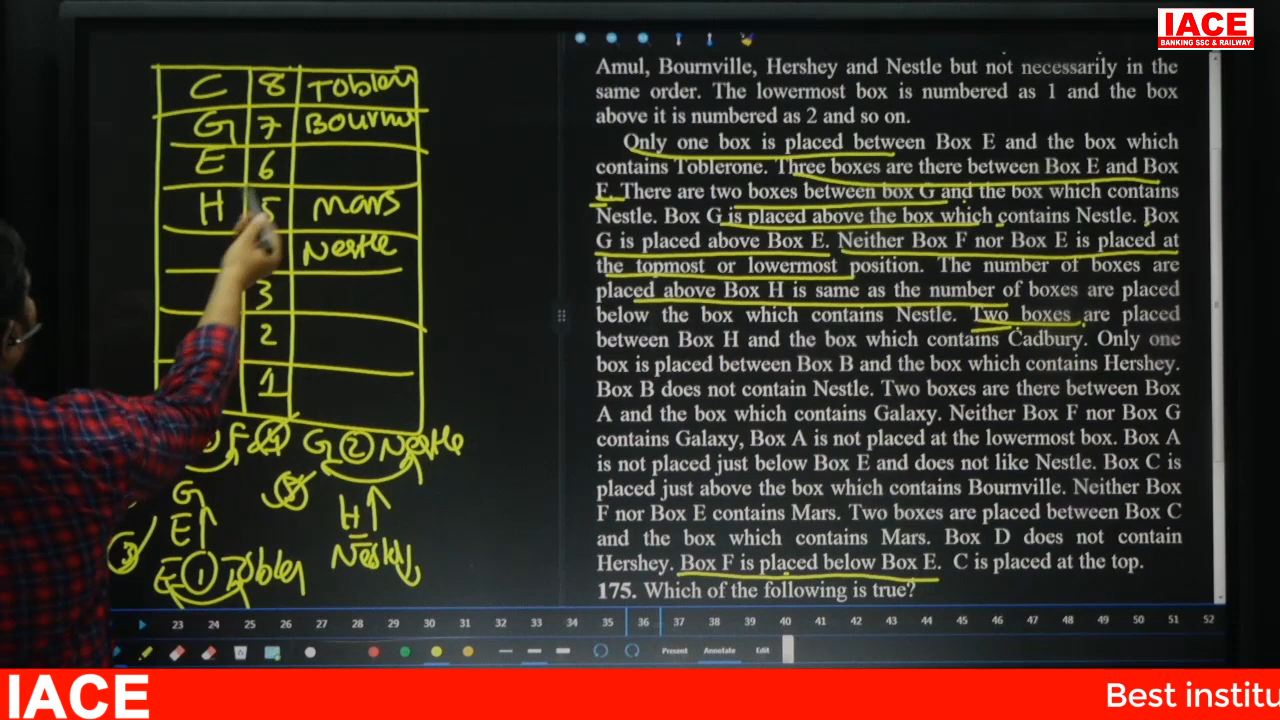 IACE
BANKING SSC & RAILWAY
C 8 Toblen
G 7 Bournv
E 6
H 5 Mars
Nestle
3
2
1
F
G 2 Nestle
G
E
H
Nestly
3
E 1 Tobler
Amul, Bournville, Hershey and Nestle but not necessarily in the
same order. The lowermost box is numbered as 1 and the box
above it is numbered as 2 and so on.
Only one box is placed between Box E and the box which
contains Toblerone. Three boxes are there between Box E and Box
F. There are two boxes between box G and the box which contains
Nestle. Box G is placed above the box which contains Nestle. Box
G is placed above Box E. Neither Box F nor Box E is placed at
the topmost or lowermost position. The number of boxes are
placed above Box H is same as the number of boxes are placed
below the box which contains Nestle. Two boxes are placed
between Box H and the box which contains Cadbury. Only one
box is placed between Box B and the box which contains Hershey.
Box B does not contain Nestle. Two boxes are there between Box
A and the box which contains Galaxy. Neither Box F nor Box G
contains Galaxy, Box A is not placed at the lowermost box. Box A
is not placed just below Box E and does not like Nestle. Box C is
placed just above the box which contains Bournville. Neither Box
F nor Box E contains Mars. Two boxes are placed between Box C
and the box which contains Mars. Box D does not contain
Hershey. Box F is placed below Box E. C is placed at the top.
175. Which of the following is true?
23 24 25 26 27 28 29 30 31 32 33 34 35 36 37 38 39 40 41 42 43 44 45 46 47 48 49 50 51 52
Present Annotate Edit
IACE
Best institu